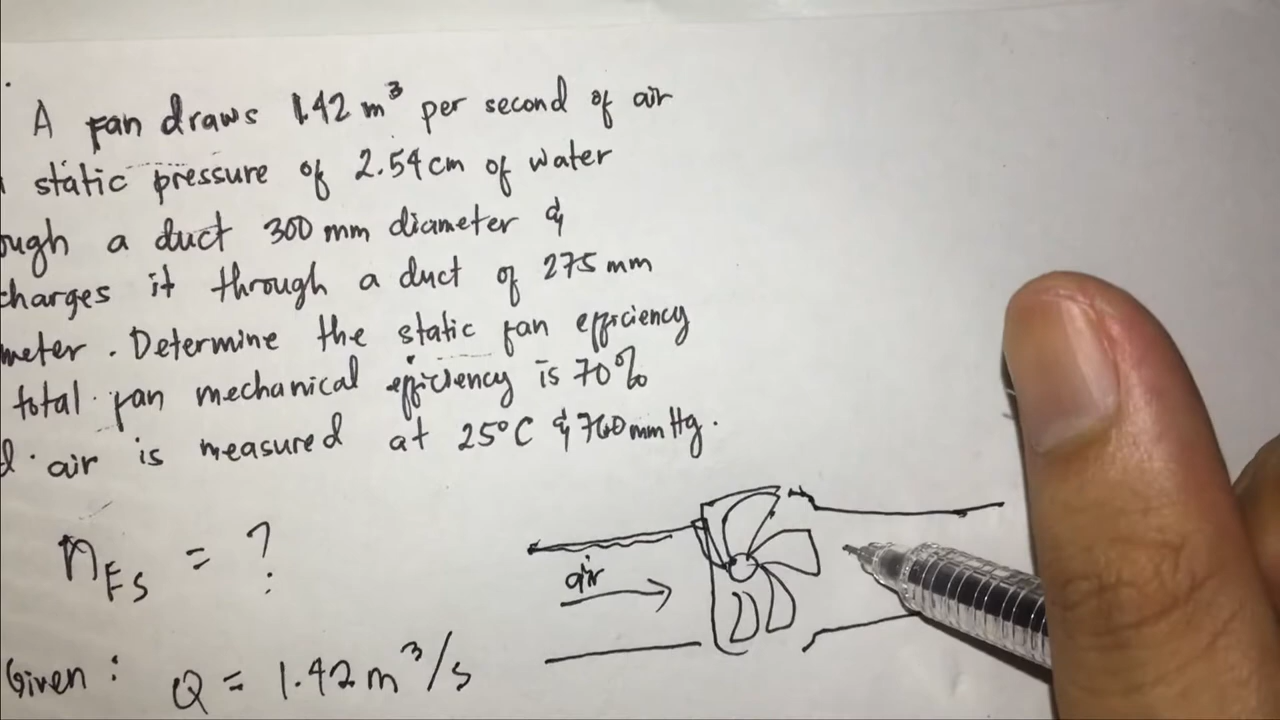 A fan draws 1.42 m³ per second of air
static pressure of 2.54 cm of water
ough a duct 300 mm diameter &
charges it through a duct of 275 mm
meter. Determine the static fan efficiency
total fan mechanical efficiency is 70%
air is measured at 25°C & 760 mm Hg.
ηFS = ?
air
Given: Q = 1.42 m³/s